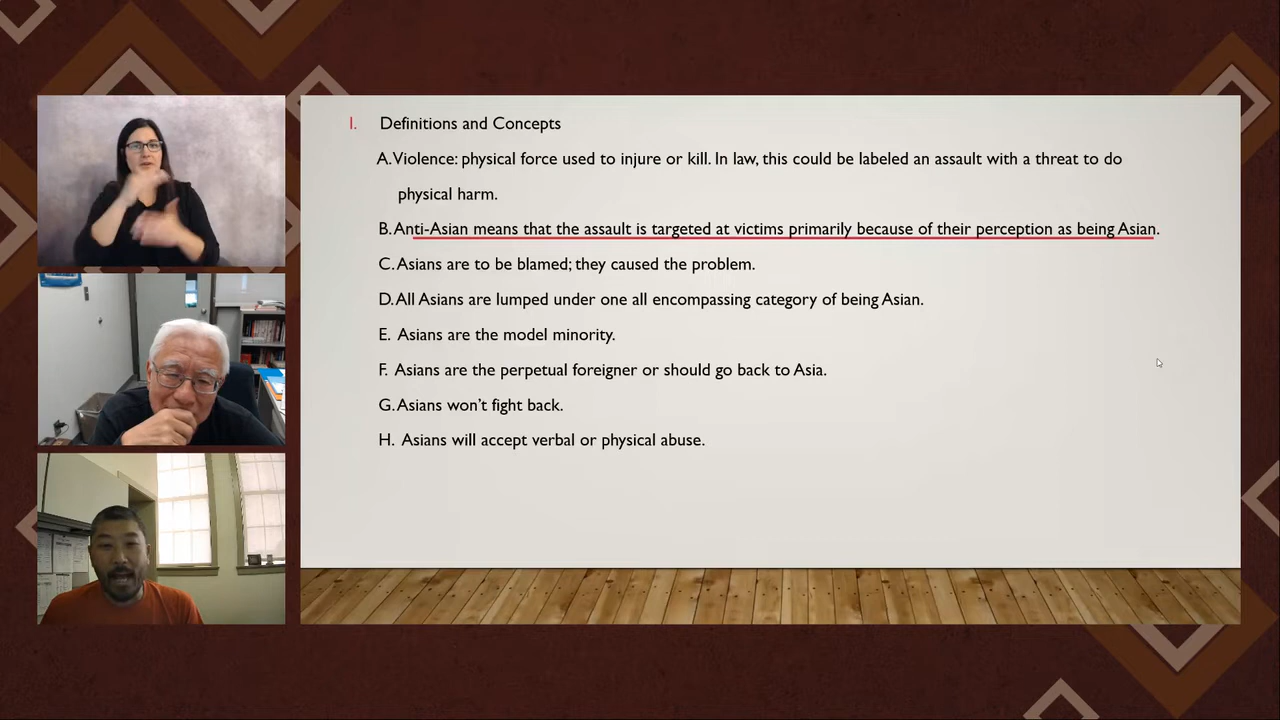 I. Definitions and Concepts
A. Violence: physical force used to injure or kill. In law, this could be labeled an assault with a threat to do
physical harm.
B. Anti-Asian means that the assault is targeted at victims primarily because of their perception as being Asian.
C. Asians are to be blamed; they caused the problem.
D. All Asians are lumped under one all encompassing category of being Asian.
E. Asians are the model minority.
F. Asians are the perpetual foreigner or should go back to Asia.
G. Asians won't fight back.
H. Asians will accept verbal or physical abuse.